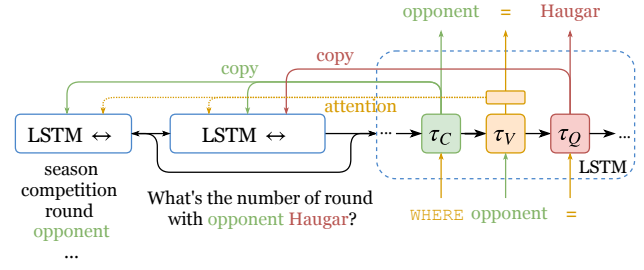 opponent = Haugar
copy copy
attention
LSTM ↔ LSTM ↔ ... τC τV τQ ...
LSTM
season
competition
round
opponent
...
What's the number of round
with opponent Haugar?
WHERE opponent =